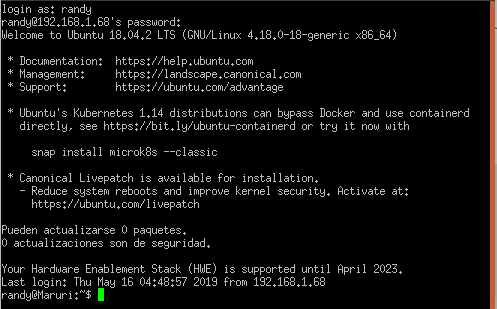 login as: randy
randy@192.168.1.68's password:
Welcome to Ubuntu 18.04.2 LTS (GNU/Linux 4.18.0-18-generic x86_64)
* Documentation: https://help.ubuntu.com
* Management: https://landscape.canonical.com
* Support: https://ubuntu.com/advantage
* Ubuntu's Kubernetes 1.14 distributions can bypass Docker and use containerd
directly, see https://bit.ly/ubuntu-containerd or try it now with
snap install microk8s --classic
* Canonical Livepatch is available for installation.
- Reduce system reboots and improve kernel security. Activate at:
https://ubuntu.com/livepatch
Pueden actualizarse 0 paquetes.
0 actualizaciones son de seguridad.
Your Hardware Enablement Stack (HWE) is supported until April 2023.
Last login: Thu May 16 04:48:57 2019 from 192.168.1.68
randy@Maruri:~$